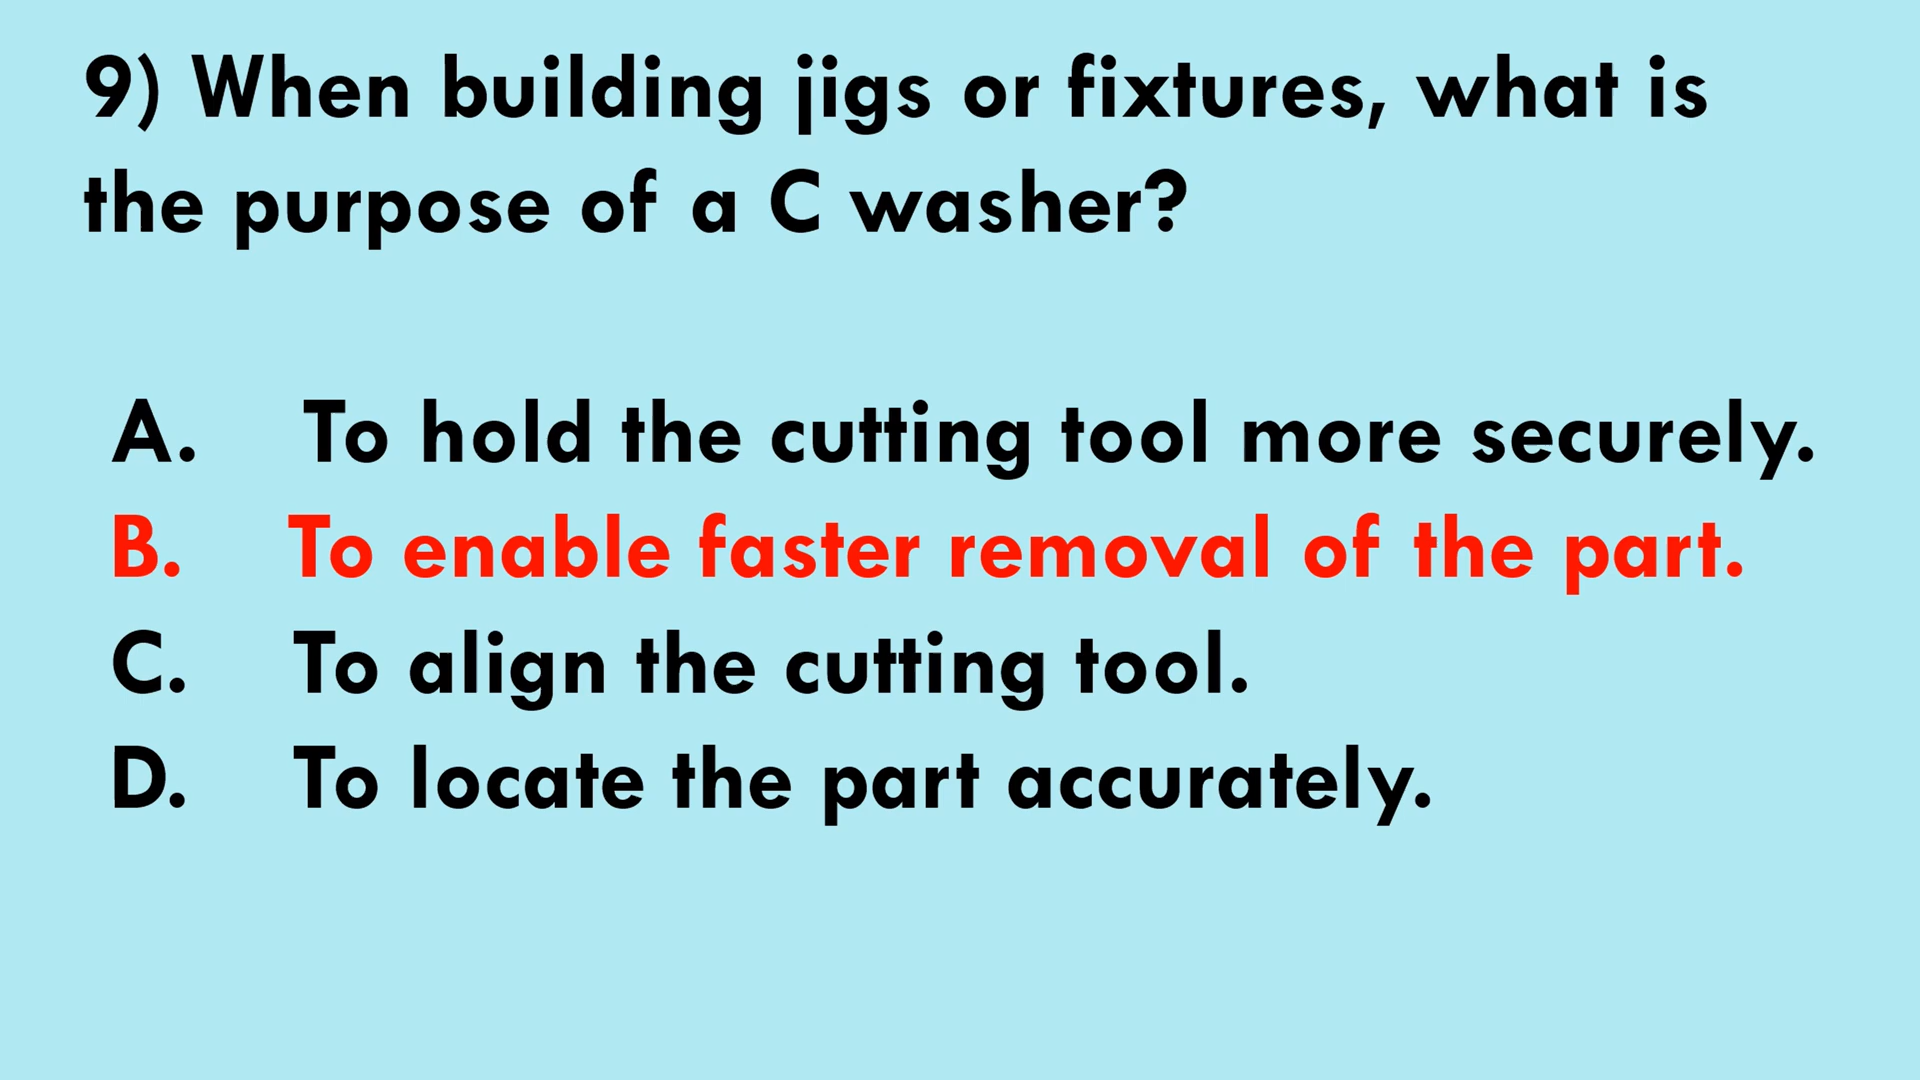 9) When building jigs or fixtures, what is
the purpose of a C washer?
A. To hold the cutting tool more securely.
B. To enable faster removal of the part.
C. To align the cutting tool.
D. To locate the part accurately.